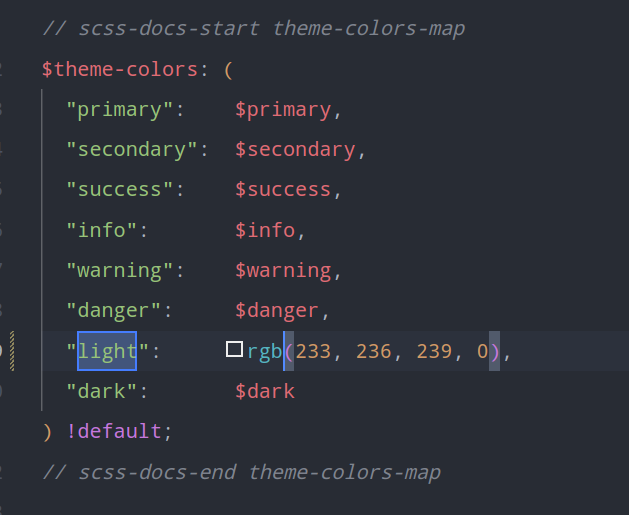 // scss-docs-start theme-colors-map
$theme-colors: (
"primary": $primary,
"secondary": $secondary,
"success": $success,
"info": $info,
"warning": $warning,
"danger": $danger,
"light": rgb(233, 236, 239, 0),
"dark": $dark
) !default;
// scss-docs-end theme-colors-map